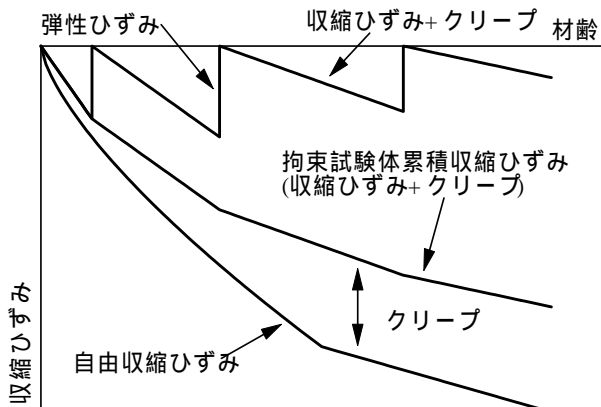 弾性ひずみ
収縮ひずみ+クリープ
材齢
拘束試験体累積収縮ひずみ
(収縮ひずみ+クリープ)
クリープ
自由収縮ひずみ
収縮ひずみ